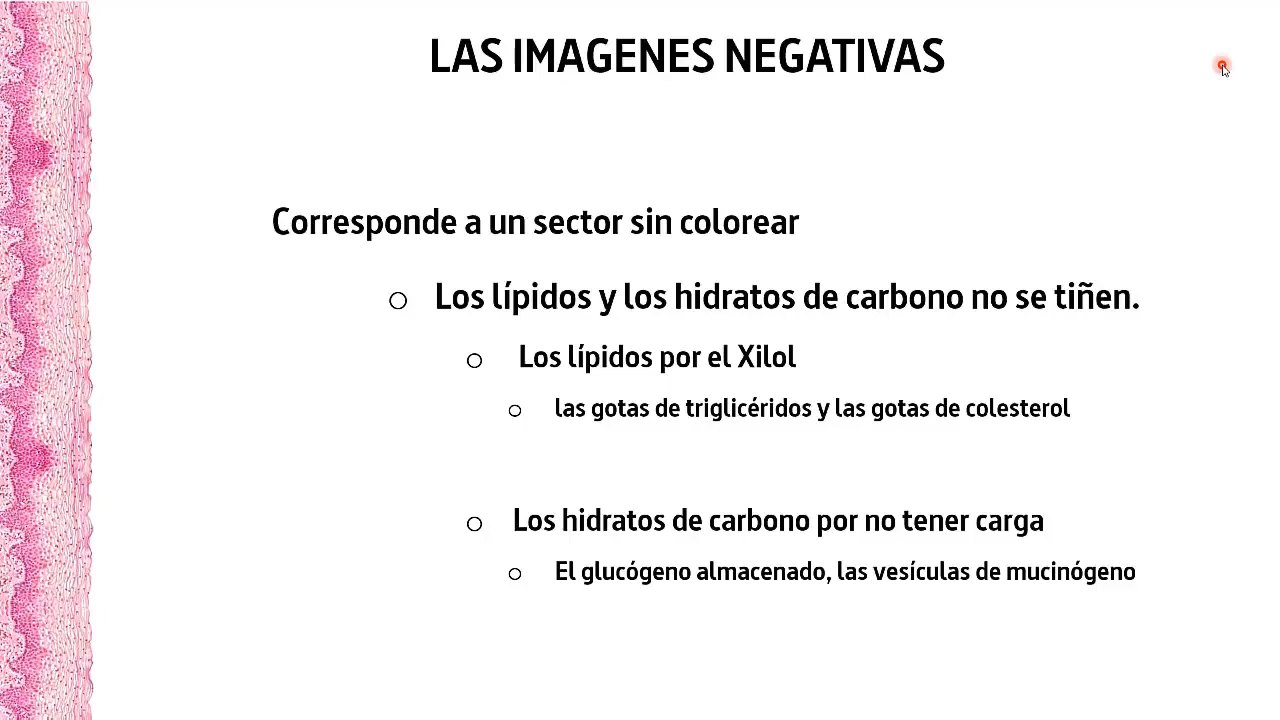 LAS IMAGENES NEGATIVAS
Corresponde a un sector sin colorear
Los lípidos y los hidratos de carbono no se tiñen.
Los lípidos por el Xilol
las gotas de triglicéridos y las gotas de colesterol
Los hidratos de carbono por no tener carga
El glucógeno almacenado, las vesículas de mucinógeno